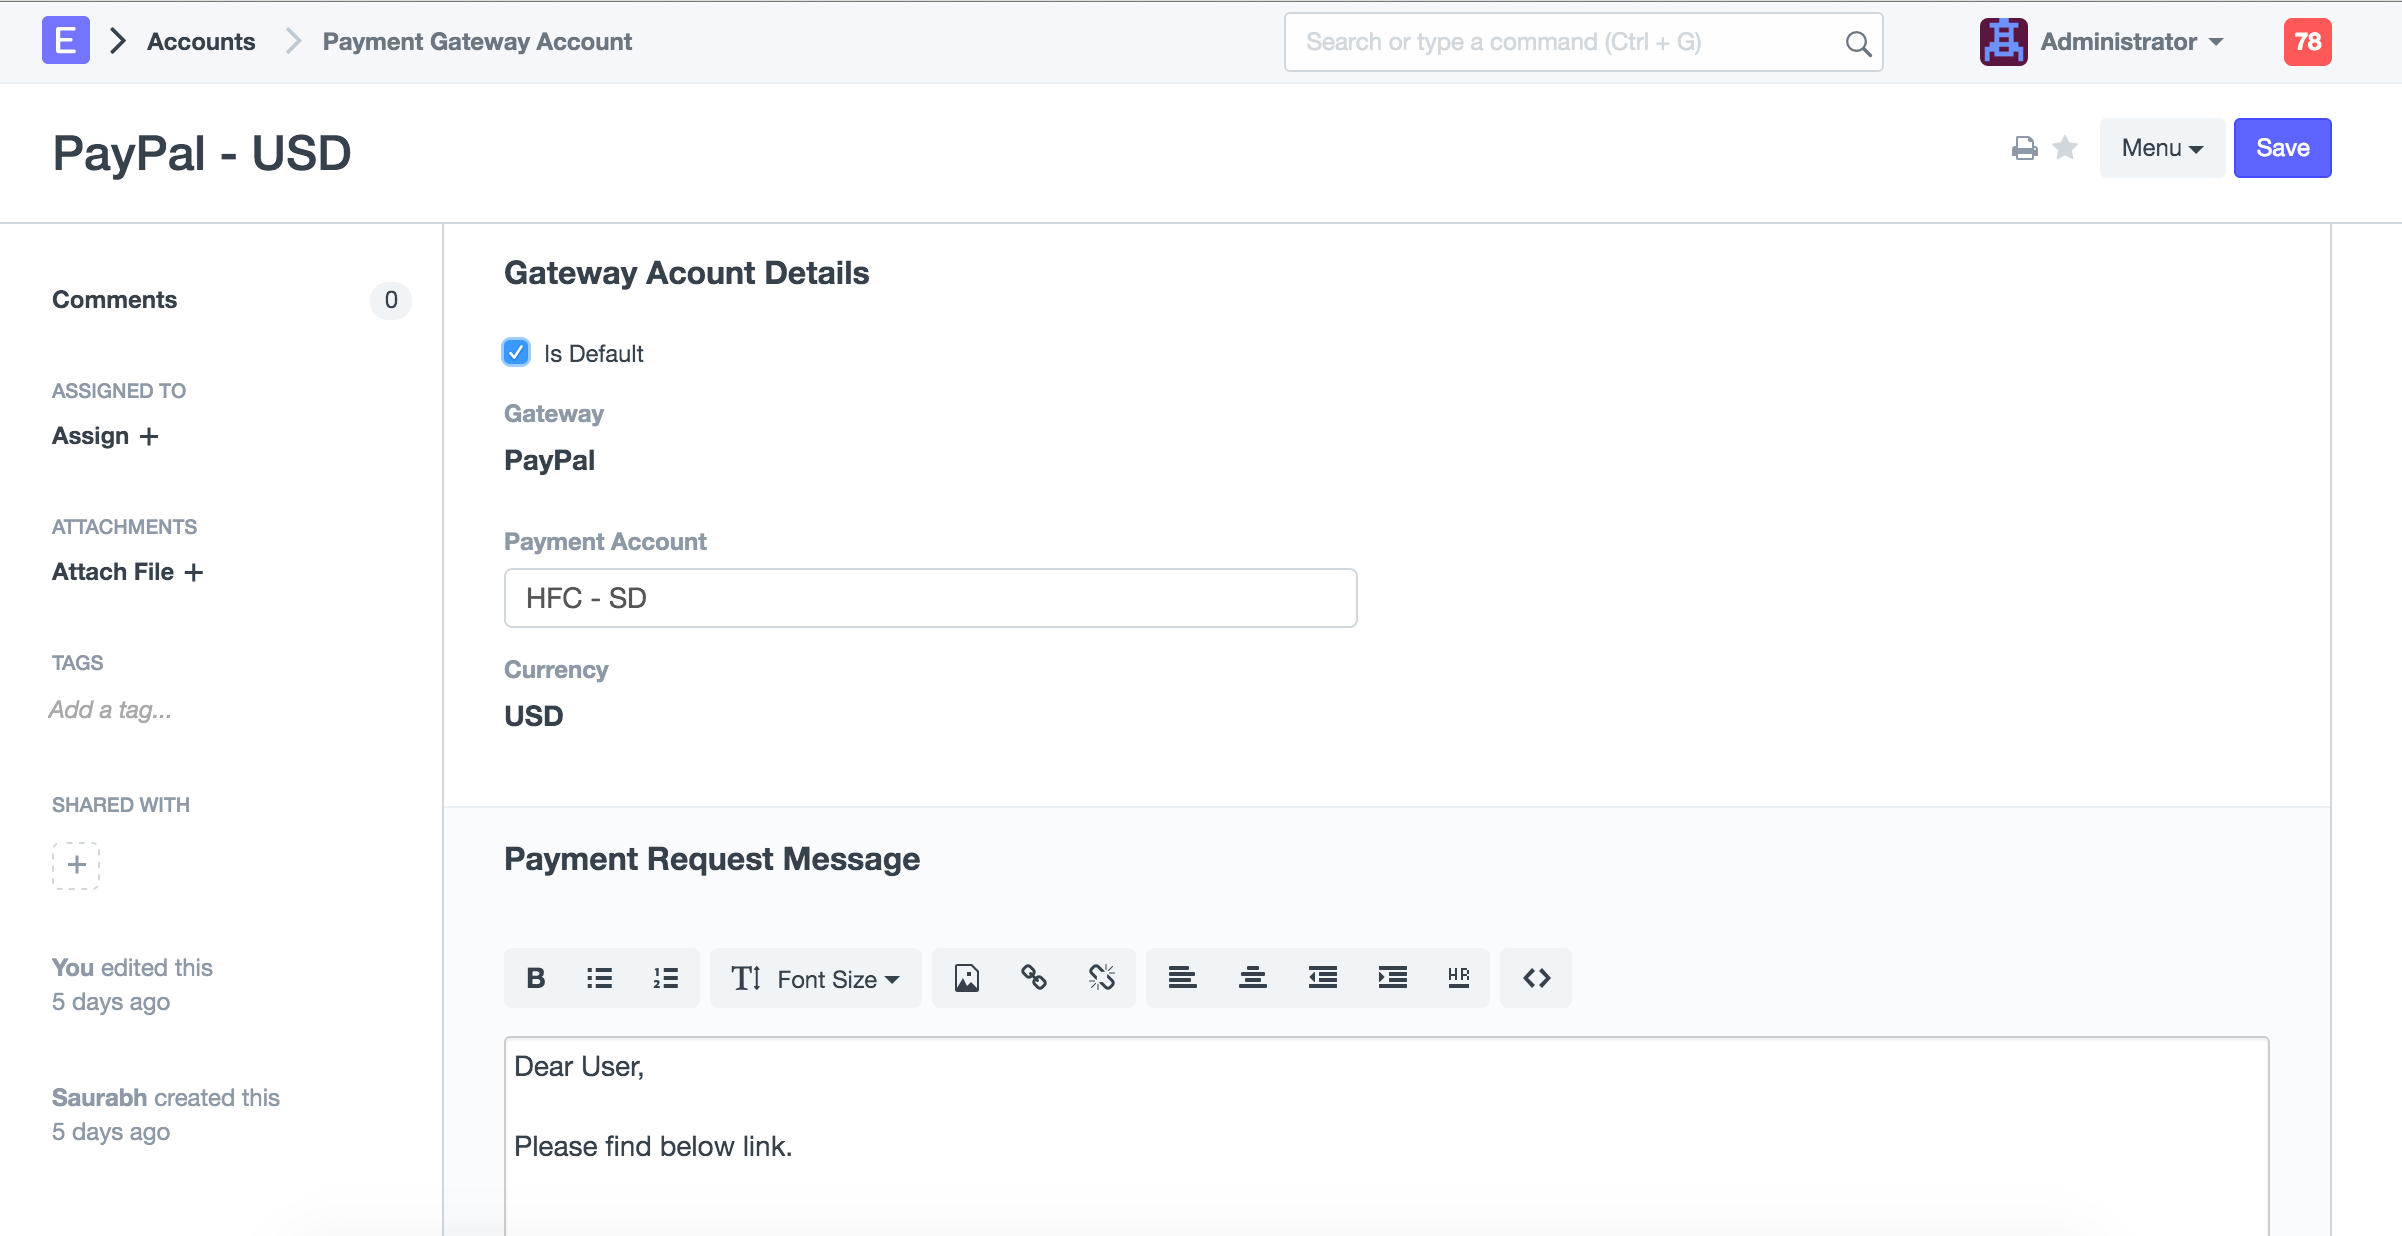 E Accounts Payment Gateway Account Search or type a command (Ctrl + G) Administrator 78
PayPal - USD Menu Save
Comments 0
ASSIGNED TO
Assign +
ATTACHMENTS
Attach File +
TAGS
Add a tag...
SHARED WITH
+
You edited this
5 days ago
Saurabh created this
5 days ago
Gateway Acount Details
Is Default
Gateway
PayPal
Payment Account
HFC - SD
Currency
USD
Payment Request Message
B Font Size HR
Dear User,
Please find below link.